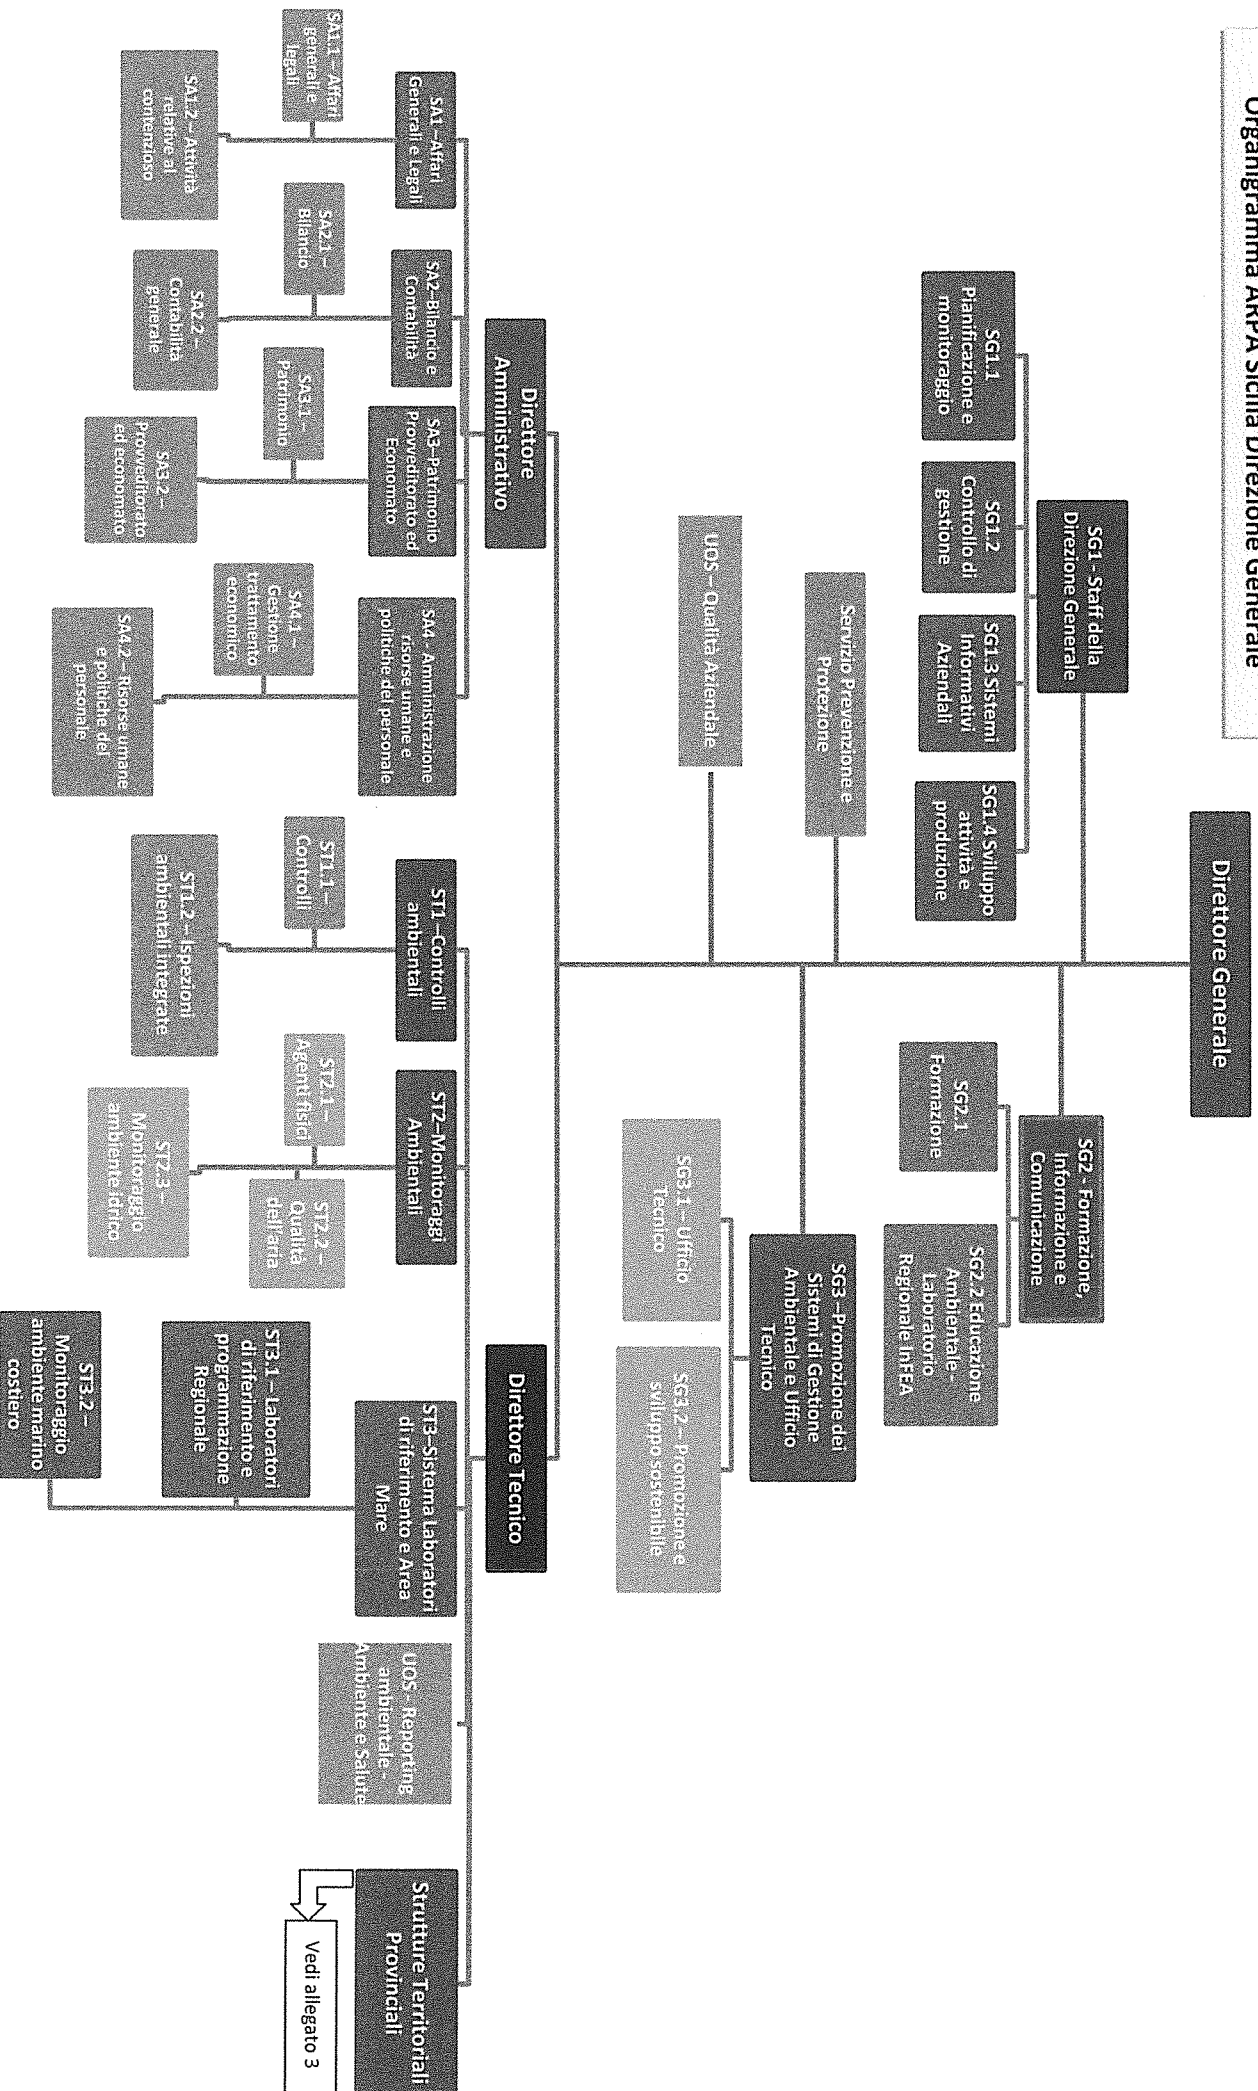 Organigramma ARPA Sicilia Direzione Generale
Direttore Generale
SG1 - Staff della
Direzione Generale
SG1.1
Pianificazione e
monitoraggio
SG1.2
Controllo di
gestione
SG1.3 Sistemi
Informativi
Aziendali
SG1.4 Sviluppo
attività e
produzione
SG2 - Formazione,
Informazione e
Comunicazione
SG2.1
Formazione
SG2.2 Educazione
Ambientale -
Laboratorio
Regionale InFEA
Servizio Prevenzione e
Protezione
SG3 –Promozione dei
Sistemi di Gestione
Ambientale e Ufficio
Tecnico
UOS – Qualità Aziendale
SG3.1 – Ufficio
Tecnico
SG3.2 – Promozione e
sviluppo sostenibile
Direttore
Amministrativo
Direttore Tecnico
SA1 –Affari
Generali e Legali
SA1.1 – Affari
generali e
legali
SA1.2 – Attività
relative al
contenzioso
SA2–Bilancio e
Contabilità
SA2.1 –
Bilancio
SA2.2 –
Contabilità
generale
SA3–Patrimonio
Provveditorato ed
Economato
SA3.1 –
Patrimonio
SA3.2 –
Provveditorato
ed economato
SA4 - Amministrazione
risorse umane e
politiche del personale
SA4.1 –
Gestione
trattamento
economico
SA4.2 – Risorse umane
e politiche del
personale
ST1 –Controlli
ambientali
ST1.1 –
Controlli
ST1.2 – Ispezioni
ambientali integrate
ST2–Monitoraggi
Ambientali
ST2.1 –
Agenti fisici
ST2.2 –
Qualità
dell'aria
ST2.3 –
Monitoraggio
ambiente idrico
ST3–Sistema Laboratori
di riferimento e Area
Mare
ST3.1 – Laboratori
di riferimento e
programmazione
Regionale
ST3.2 –
Monitoraggio
ambiente marino
costiero
UOS - Reporting
ambientale -
Ambiente e Salute
Strutture Territoriali
Provinciali
Vedi allegato 3